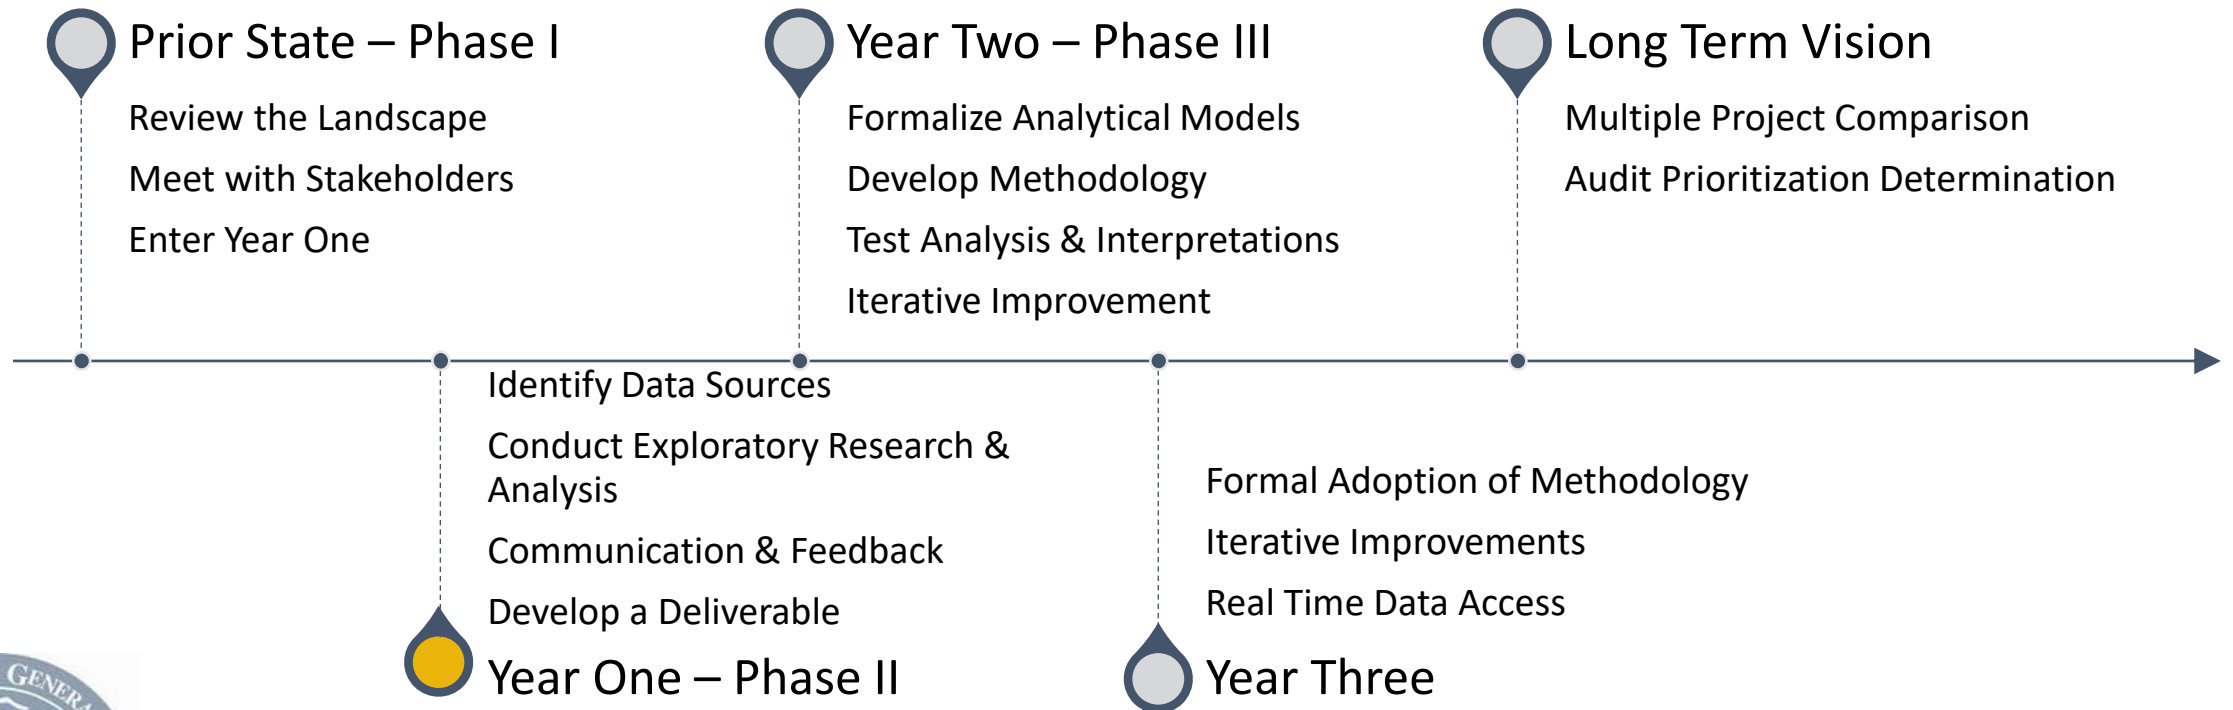 Prior State – Phase I
Review the Landscape
Meet with Stakeholders
Enter Year One
Year Two – Phase III
Formalize Analytical Models
Develop Methodology
Test Analysis & Interpretations
Iterative Improvement
Long Term Vision
Multiple Project Comparison
Audit Prioritization Determination
Identify Data Sources
Conduct Exploratory Research &
Analysis
Communication & Feedback
Develop a Deliverable
Year One – Phase II
Formal Adoption of Methodology
Iterative Improvements
Real Time Data Access
Year Three